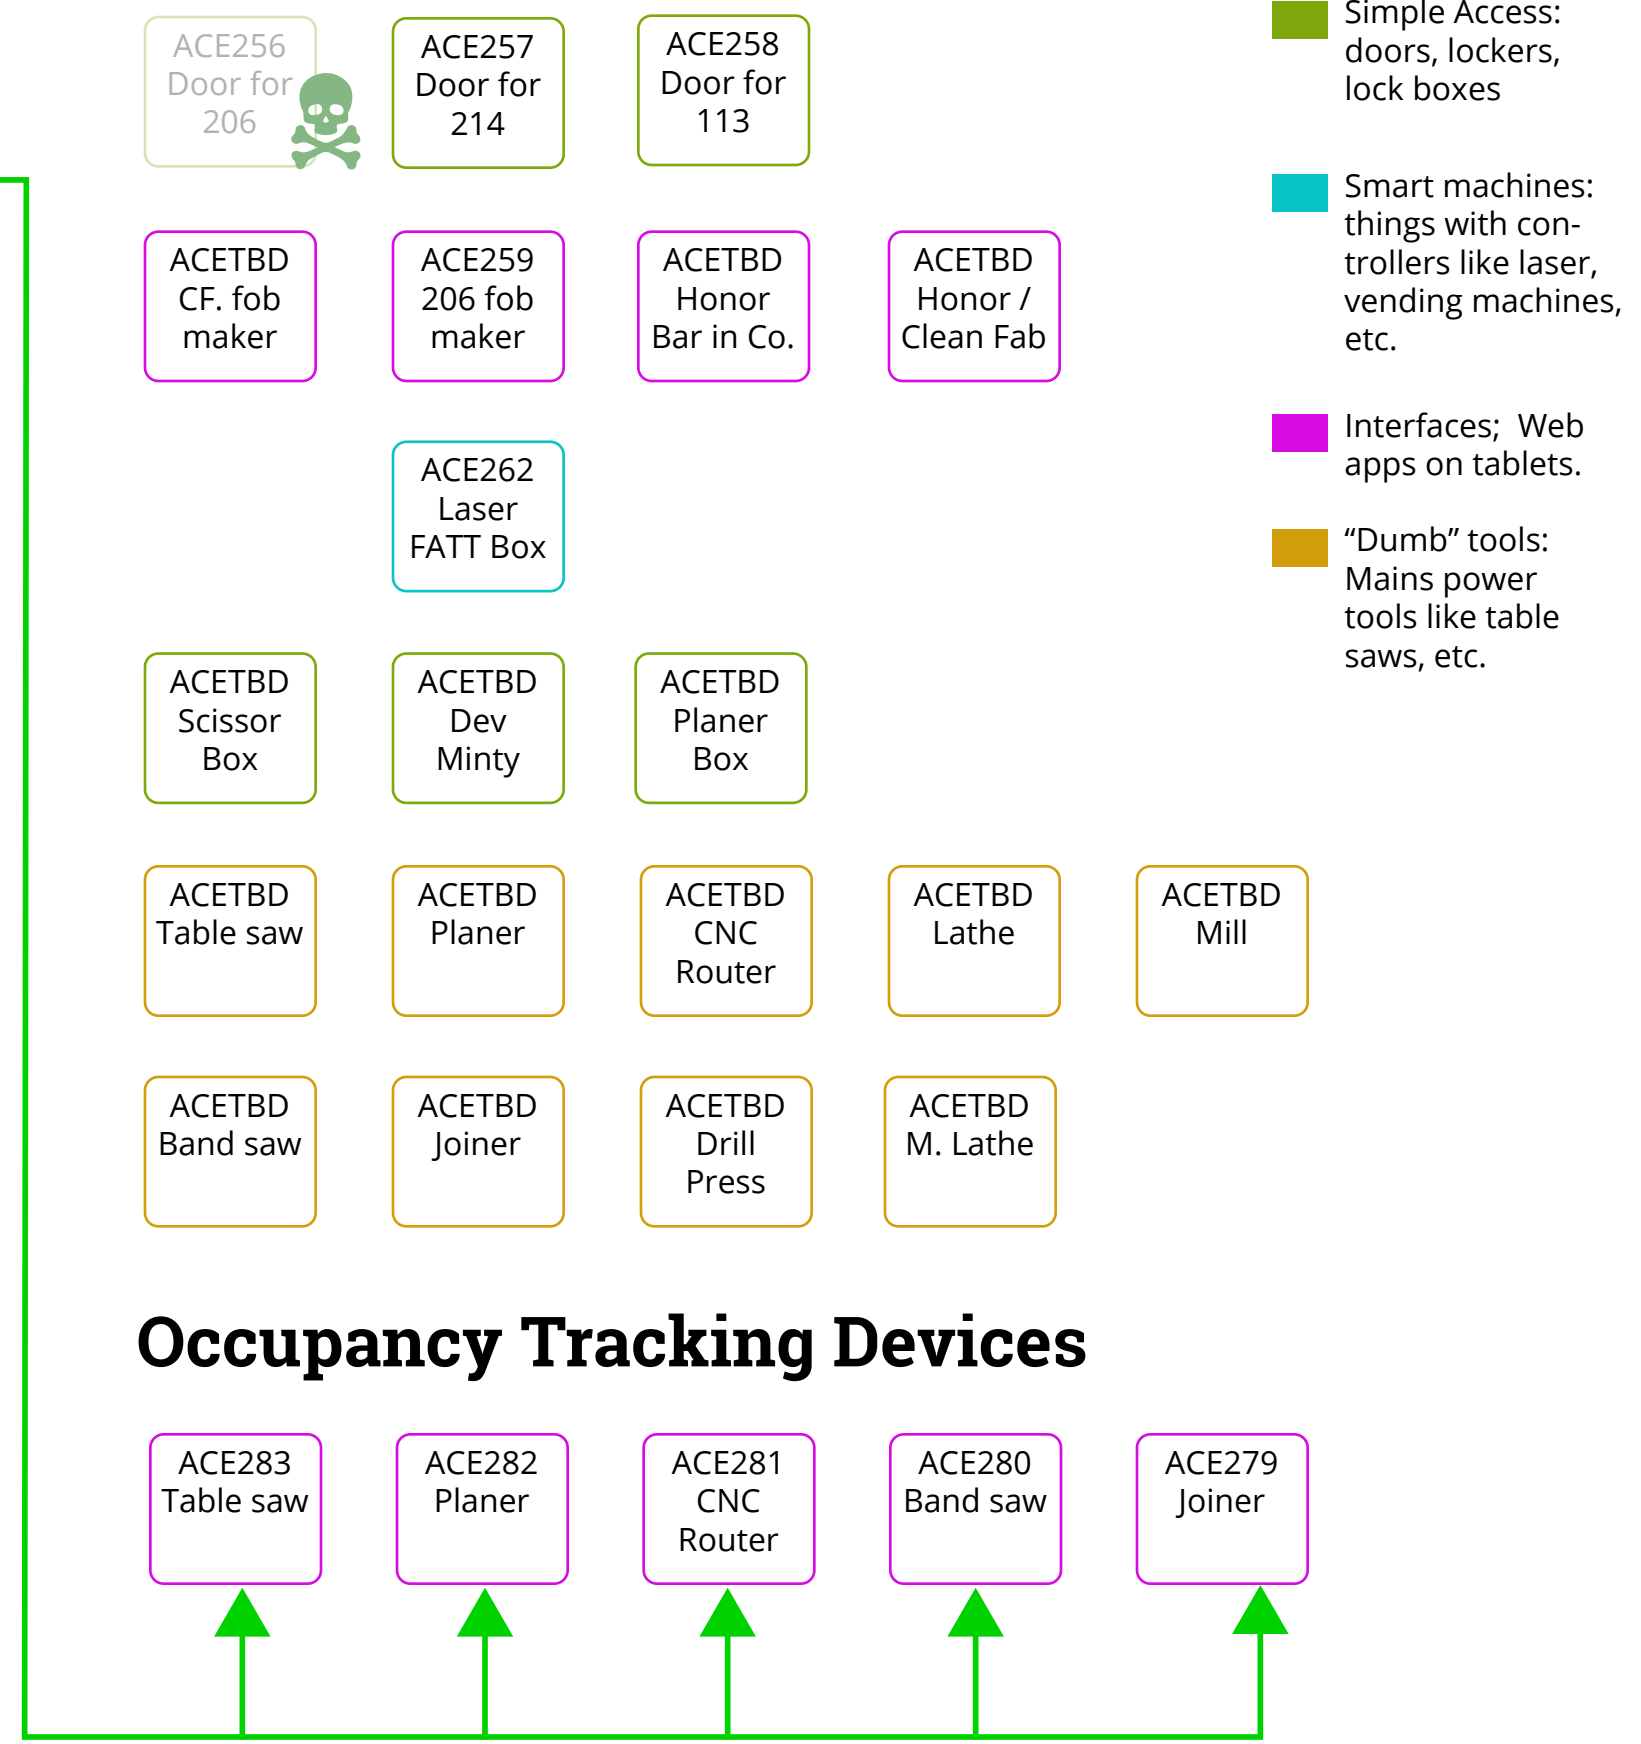 ACE256
Door for
206
ACE257
Door for
214
ACE258
Door for
113
Simple Access:
doors, lockers,
lock boxes
Smart machines:
things with con-
trollers like laser,
vending machines,
etc.
Interfaces;  Web
apps on tablets.
“Dumb” tools:
Mains power
tools like table
saws, etc.
ACETBD
CF. fob
maker
ACE259
206 fob
maker
ACETBD
Honor
Bar in Co.
ACETBD
Honor /
Clean Fab
ACE262
Laser
FATT Box
ACETBD
Scissor
Box
ACETBD
Dev
Minty
ACETBD
Planer
Box
ACETBD
Table saw
ACETBD
Planer
ACETBD
CNC
Router
ACETBD
Lathe
ACETBD
Mill
ACETBD
Band saw
ACETBD
Joiner
ACETBD
Drill
Press
ACETBD
M. Lathe
Occupancy Tracking Devices
ACE283
Table saw
ACE282
Planer
ACE281
CNC
Router
ACE280
Band saw
ACE279
Joiner